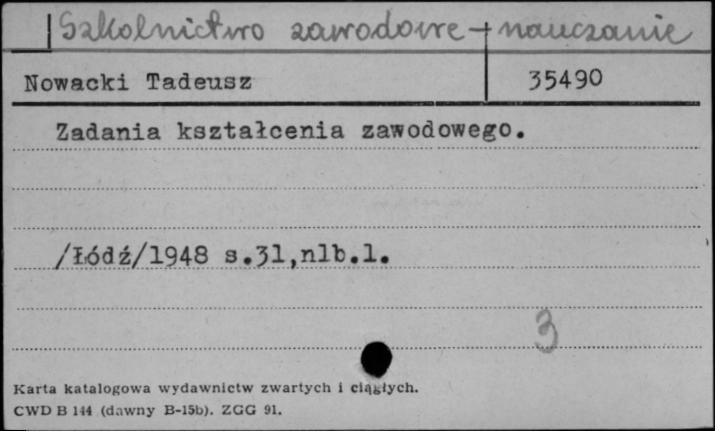 Szkolnictwo zawodowe - nauczanie
Nowacki Tadeusz 35490
Zadania kształcenia zawodowego.
/Łódź/1948 s.31,nlb.1.
3
Karta katalogowa wydawnictw zwartych i ciągłych.
CWD B 144 (dawny B-15b). ZGG 91.